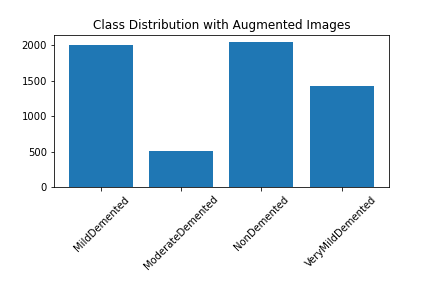 Class Distribution with Augmented Images
2000
1500
1000
500
0
MildDemented
ModerateDemented
NonDemented
VeryMildDemented